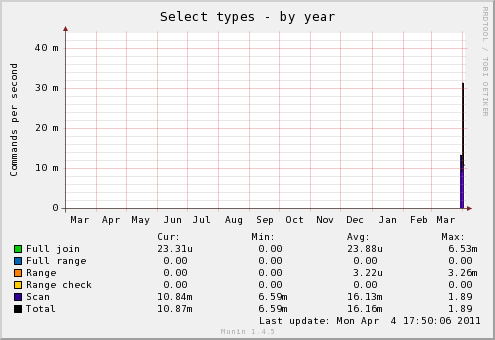 Select types - by year
RRDTOOL / TOBI OETIKER
Commands per second
40 m
30 m
20 m
10 m
0
Mar Apr May Jun Jul Aug Sep Oct Nov Dec Jan Feb Mar
Cur: Min: Avg: Max:
Full join 23.31u 0.00 23.88u 6.53m
Full range 0.00 0.00 0.00 0.00
Range 0.00 0.00 3.22u 3.26m
Range check 0.00 0.00 0.00 0.00
Scan 10.84m 6.59m 16.13m 1.89
Total 10.87m 6.59m 16.16m 1.89
Last update: Mon Apr 4 17:50:06 2011
Munin 1.4.5